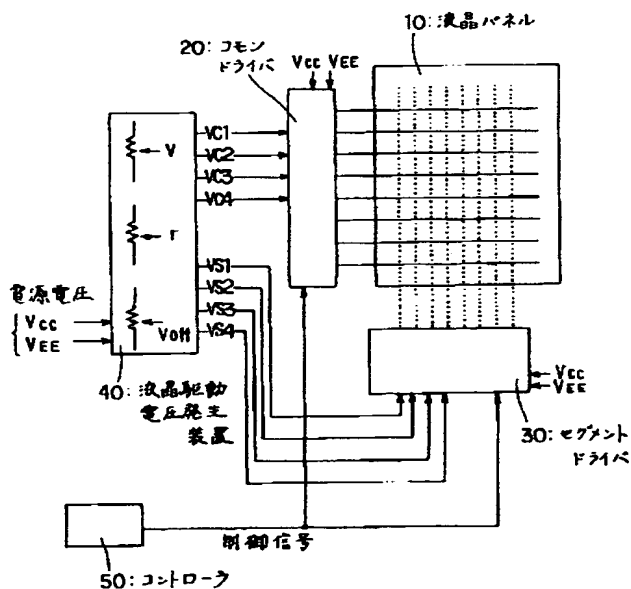 10:液晶パネル
20:コモン
ドライバ
VCC VEE
VC1
VC2
VC3
VC4
V
r
Voff
VS1
VS2
VS3
VS4
電源電圧
VCC
VEE
40:液晶駆動
電圧発生
装置
VCC
VEE
30:セグメント
ドライバ
制御信号
50:コントローラ